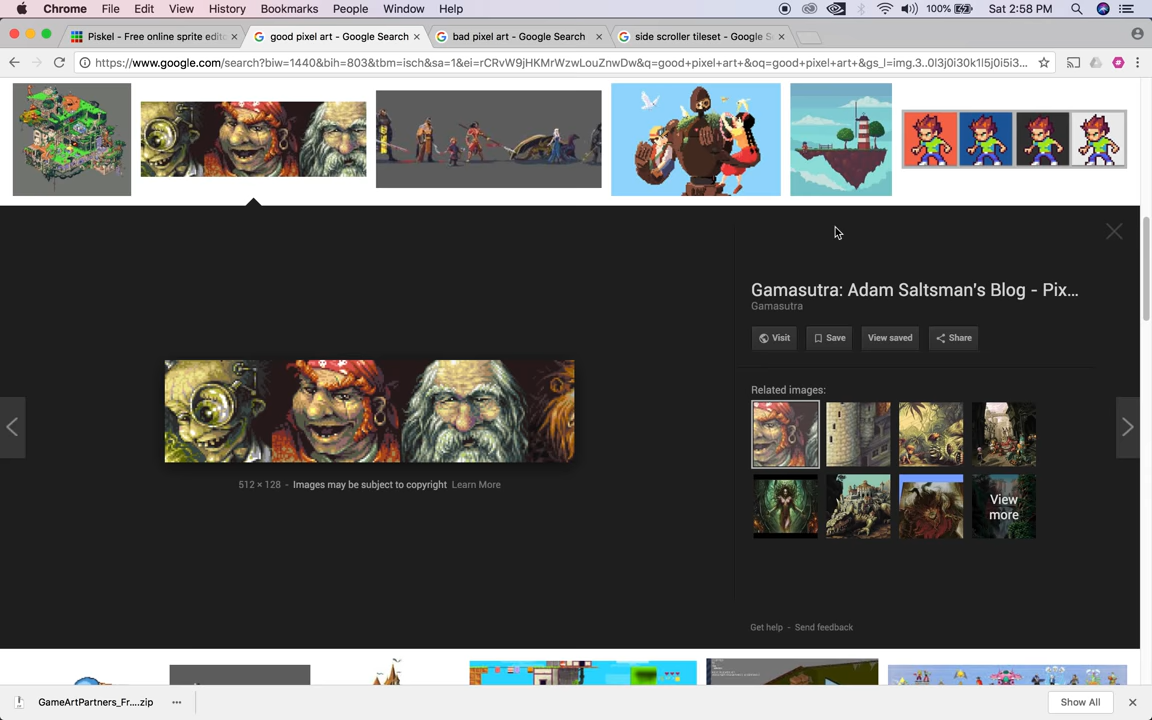 Chrome File Edit View History Bookmarks People Window Help 100% Sat 2:58 PM
Piskel - Free online sprite edito good pixel art - Google Search bad pixel art - Google Search side scroller tileset - Google S
https://www.google.com/search?biw=1440&bih=803&tbm=isch&sa=1&ei=rCRvW9jHKMrWzwLouZnwDw&q=good+pixel+art+&oq=good+pixel+art+&gs_l=img.3..0l3j0i30k1l5j0i5i3...
Gamasutra: Adam Saltsman's Blog - Pix...
Gamasutra
Visit Save View saved Share
Related images:
512 × 128 - Images may be subject to copyright Learn More
View
more
Get help - Send feedback
GameArtPartners_Fr....zip Show All